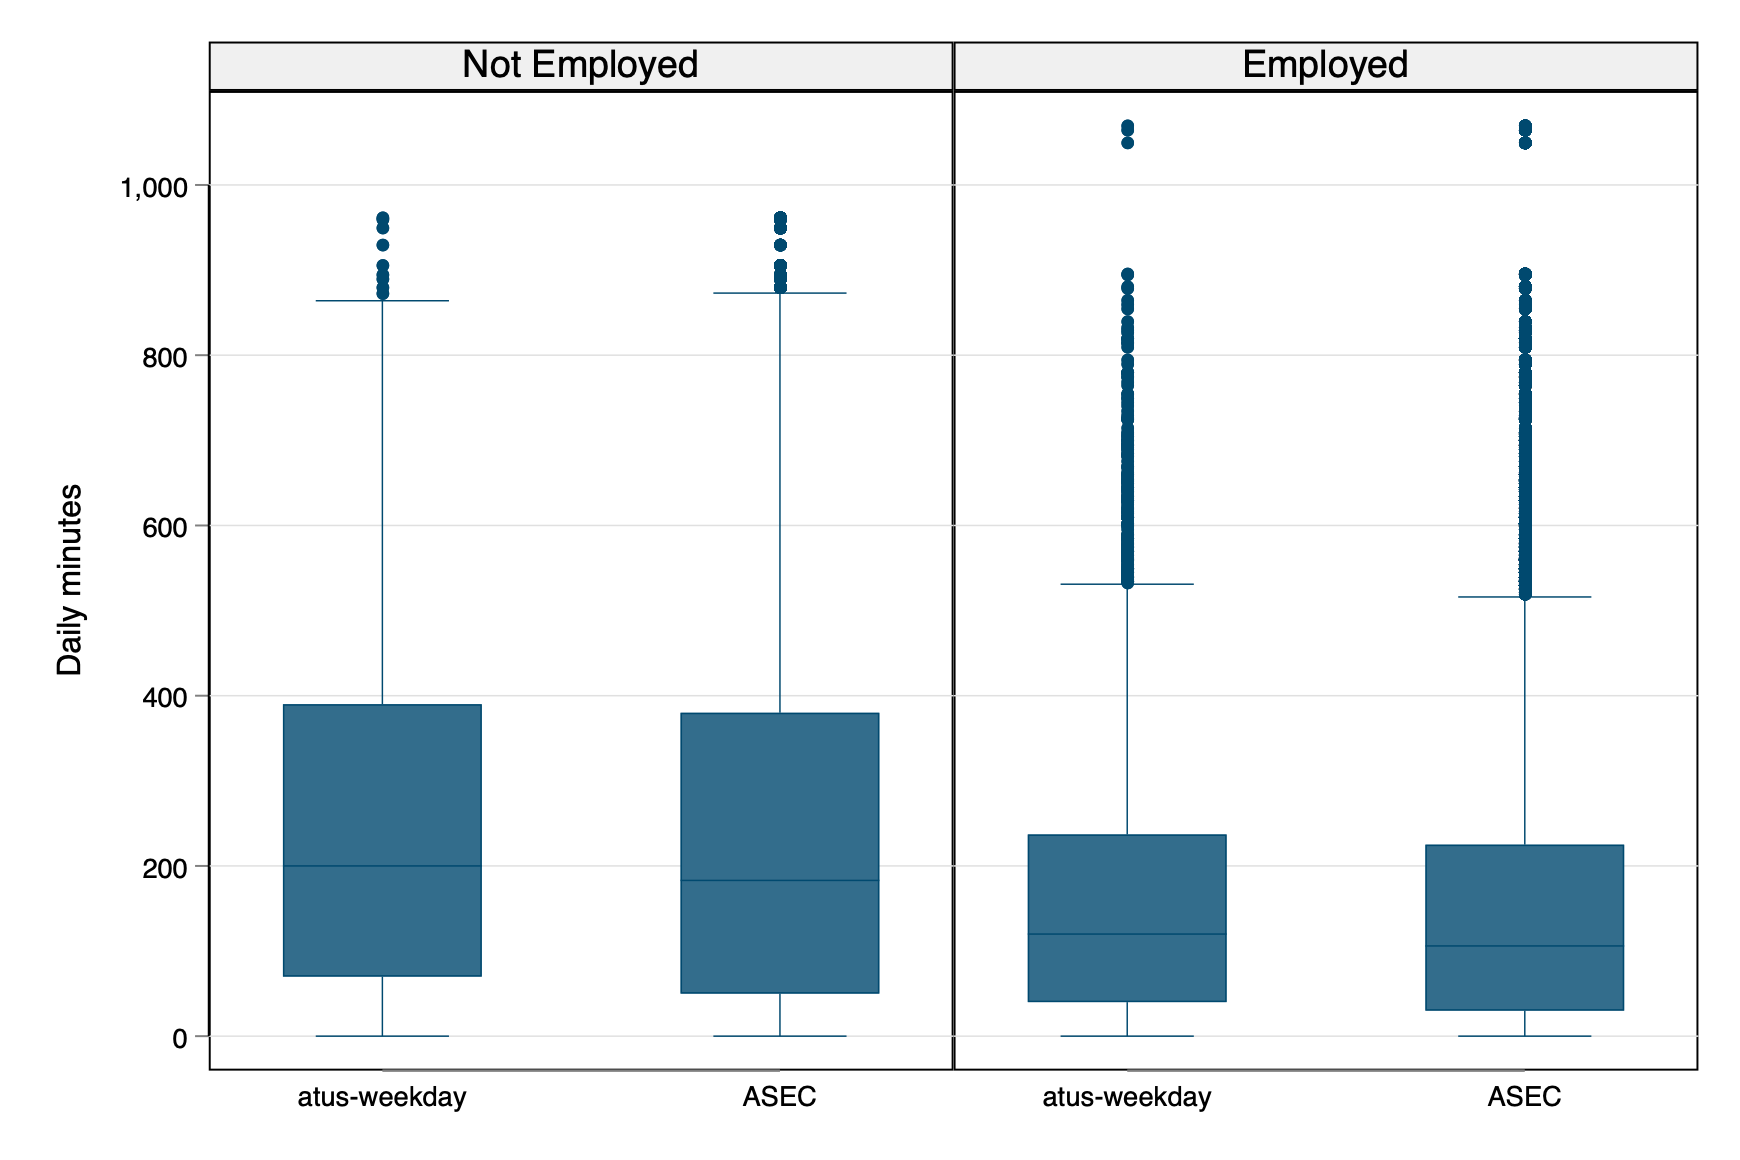 Not Employed
Employed
Daily minutes
1,000
800
600
400
200
0
atus-weekday
ASEC
atus-weekday
ASEC